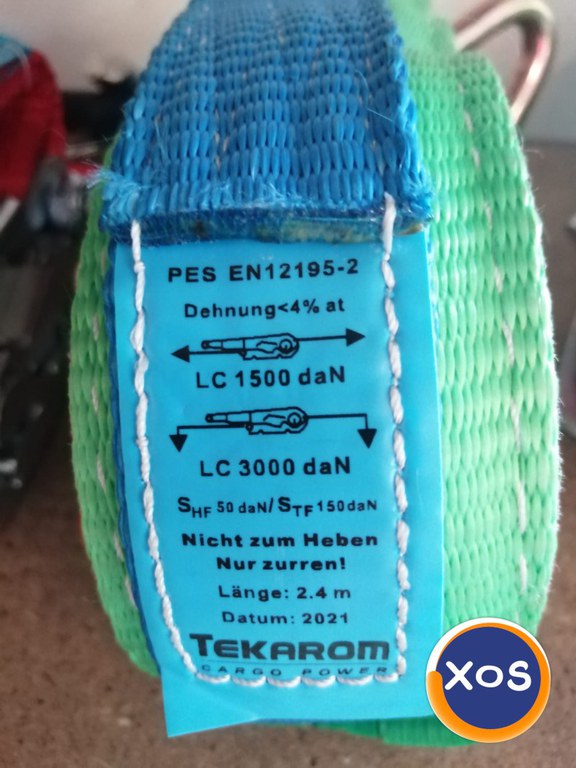 PES EN12195-2
Dehnung<4% at
LC 1500 daN
LC 3000 daN
SHF 50 daN/STF 150 daN
Nicht zum Heben
Nur zurren!
Länge: 2.4 m
Datum: 2021
TEKAROM
CARGO POWER
XOS